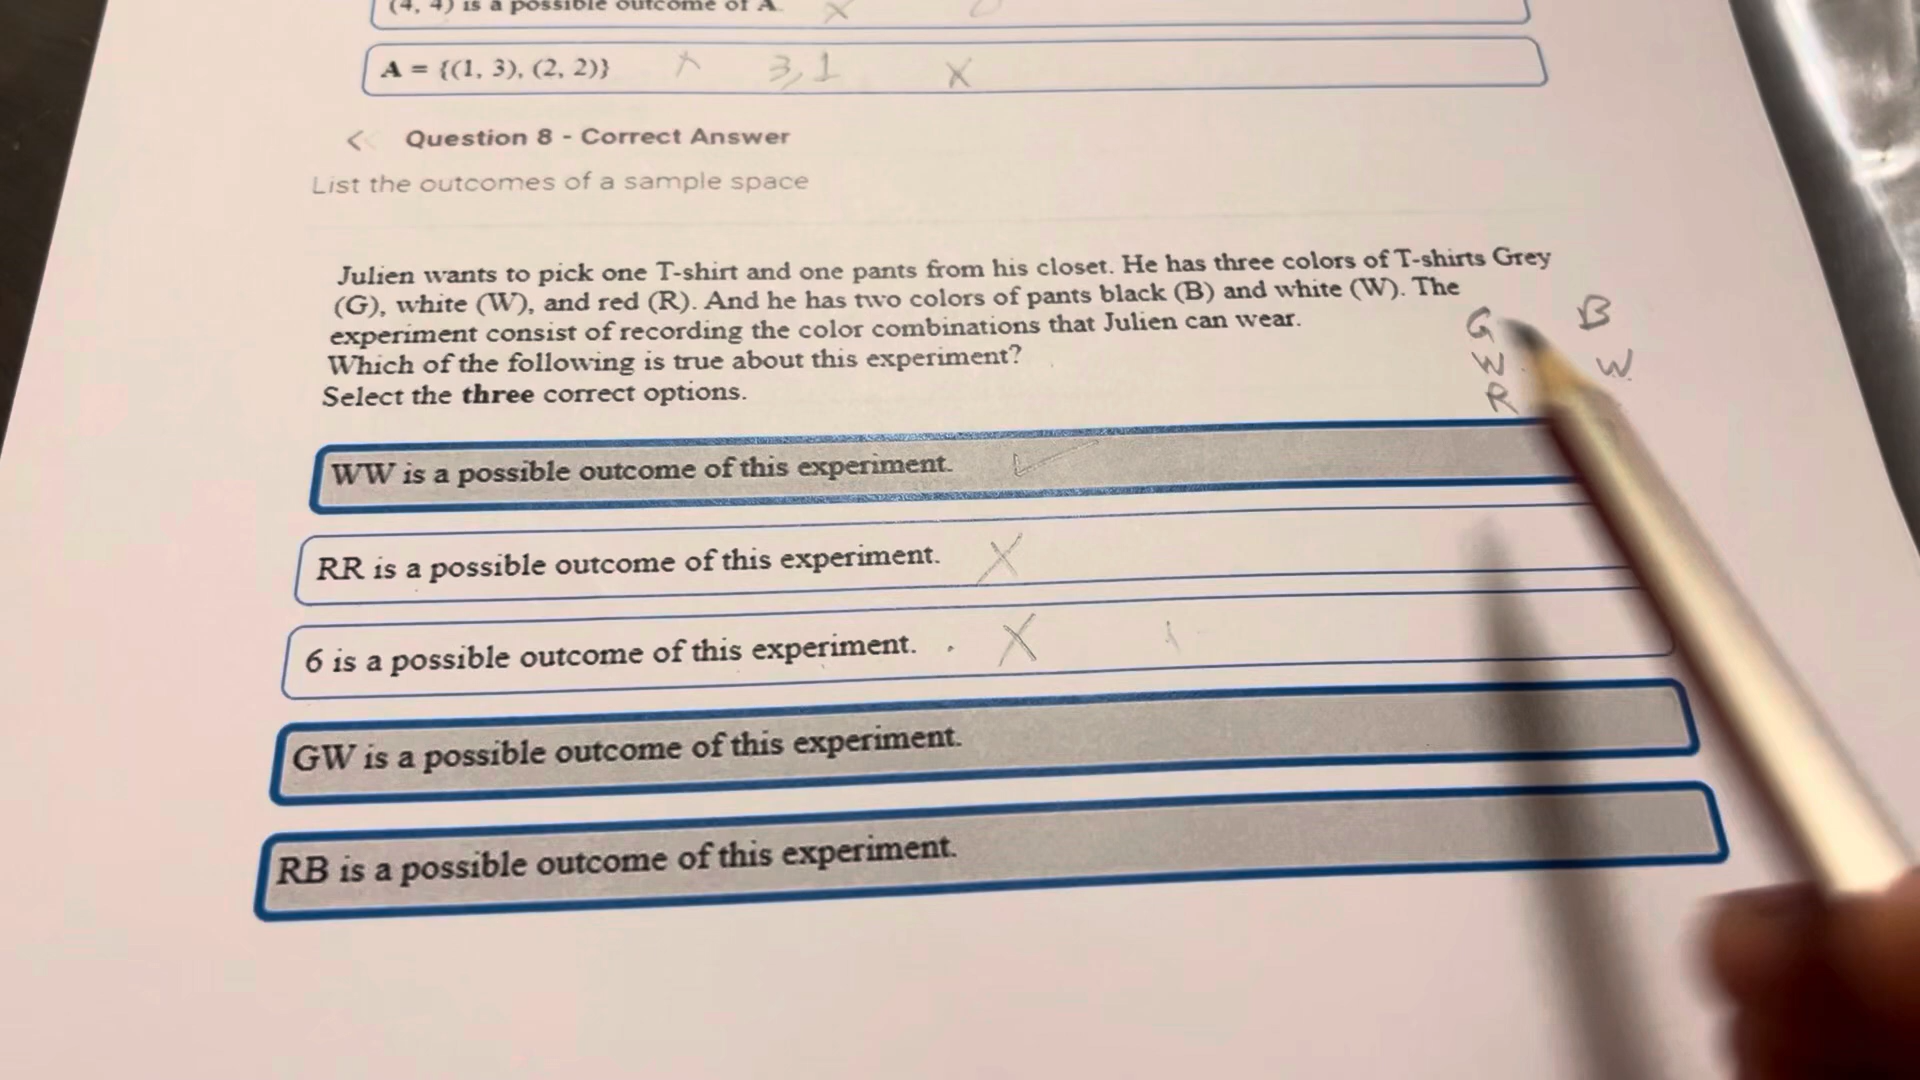 (4, 4) is a possible outcome of A. X
A = {(1, 3), (2, 2)} 3,1 X
Question 8 - Correct Answer
List the outcomes of a sample space
Julien wants to pick one T-shirt and one pants from his closet. He has three colors of T-shirts Grey
(G), white (W), and red (R). And he has two colors of pants black (B) and white (W). The
experiment consist of recording the color combinations that Julien can wear.
Which of the following is true about this experiment?
Select the three correct options.
G B
W W
R
WW is a possible outcome of this experiment. ✓
RR is a possible outcome of this experiment. X
6 is a possible outcome of this experiment. X
GW is a possible outcome of this experiment.
RB is a possible outcome of this experiment.